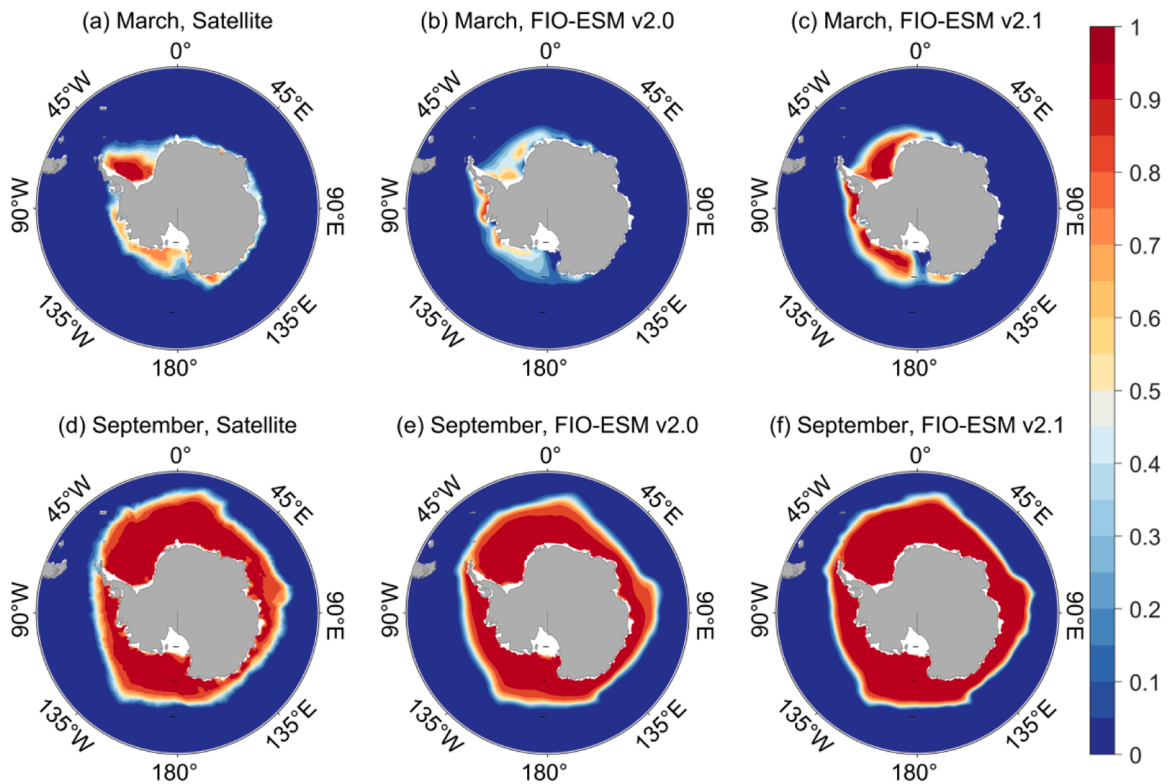 (a) March, Satellite
(b) March, FIO-ESM v2.0
(c) March, FIO-ESM v2.1
0°
45°E
90°E
135°E
180°
135°W
90°W
45°W
0°
45°E
90°E
135°E
180°
135°W
90°W
45°W
0°
45°E
90°E
135°E
180°
135°W
90°W
45°W
(d) September, Satellite
(e) September, FIO-ESM v2.0
(f) September, FIO-ESM v2.1
0°
45°E
90°E
135°E
180°
135°W
90°W
45°W
0°
45°E
90°E
135°E
180°
135°W
90°W
45°W
0°
45°E
90°E
135°E
180°
135°W
90°W
45°W
1
0.9
0.8
0.7
0.6
0.5
0.4
0.3
0.2
0.1
0